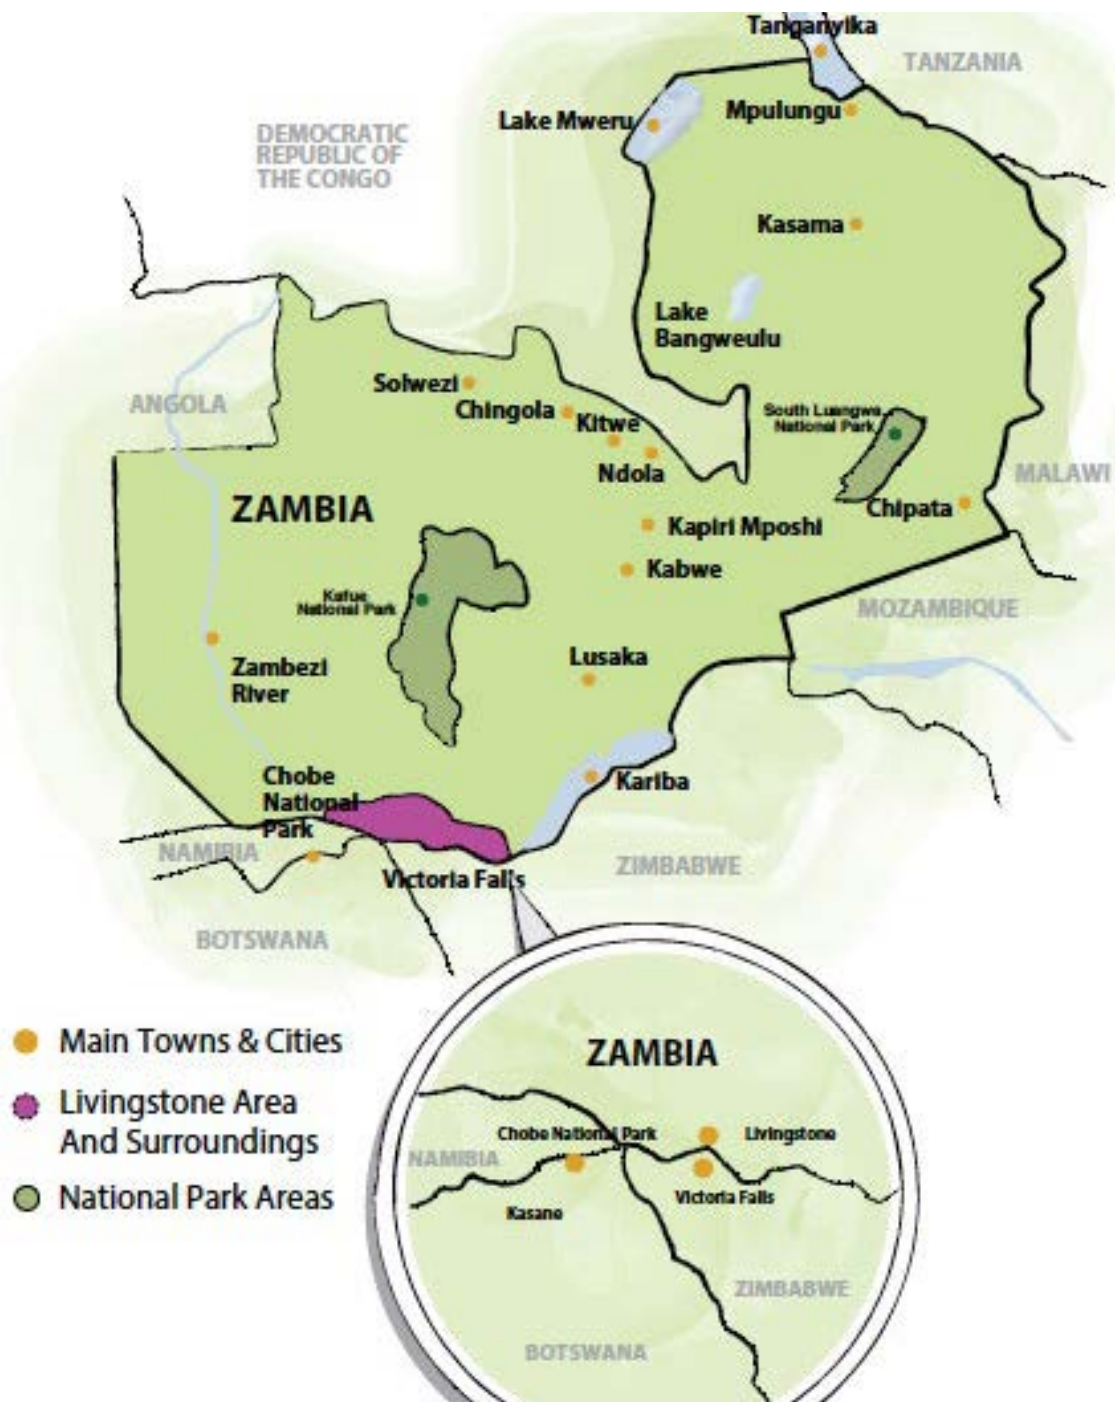 Tanganyika
TANZANIA
Lake Mweru
Mpulungu
DEMOCRATIC
REPUBLIC OF
THE CONGO
Kasama
Lake
Bangweulu
Solwezi
ANGOLA
Chingola
Kitwe
South Luangwa
National Park
Ndola
MALAWI
ZAMBIA
Chipata
Kapiri Mposhi
Kabwe
Kafue
National Park
MOZAMBIQUE
Lusaka
Zambezi
River
Chobe
National
Park
Kariba
NAMIBIA
ZIMBABWE
Victoria Falls
BOTSWANA
Main Towns & Cities
Livingstone Area
And Surroundings
National Park Areas
ZAMBIA
Chobe National Park
Livingstone
NAMIBIA
Victoria Falls
Kasane
ZIMBABWE
BOTSWANA